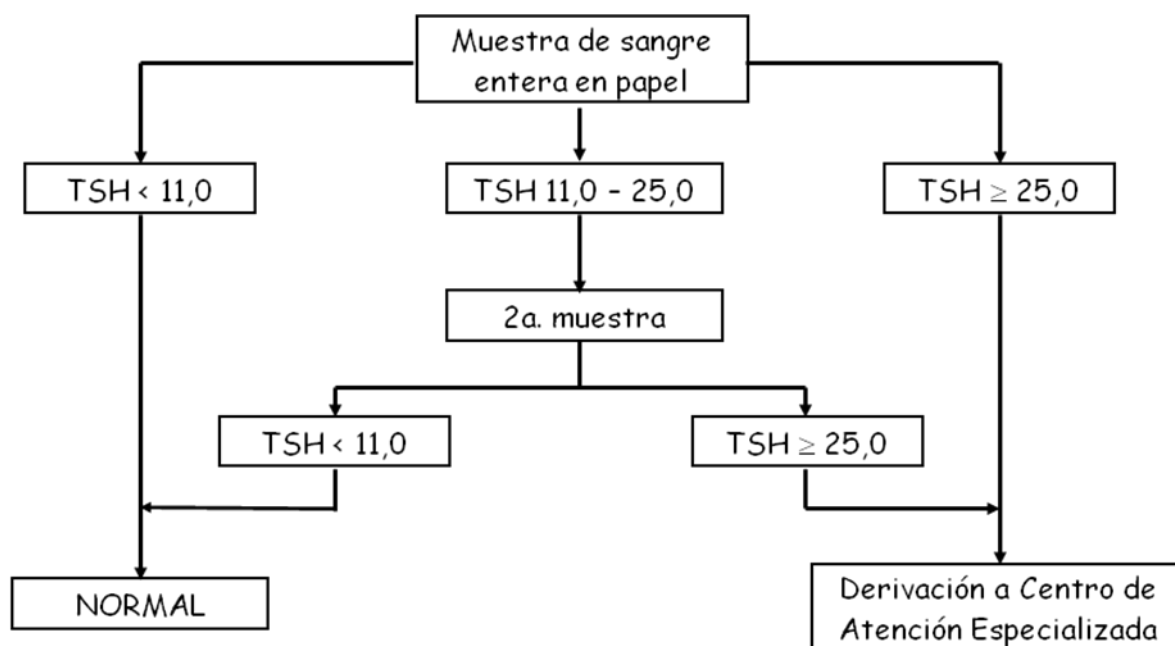 Muestra de sangre
entera en papel
TSH < 11,0
TSH 11,0 – 25,0
TSH ≥ 25,0
2a. muestra
TSH < 11,0
TSH ≥ 25,0
NORMAL
Derivación a Centro de
Atención Especializada